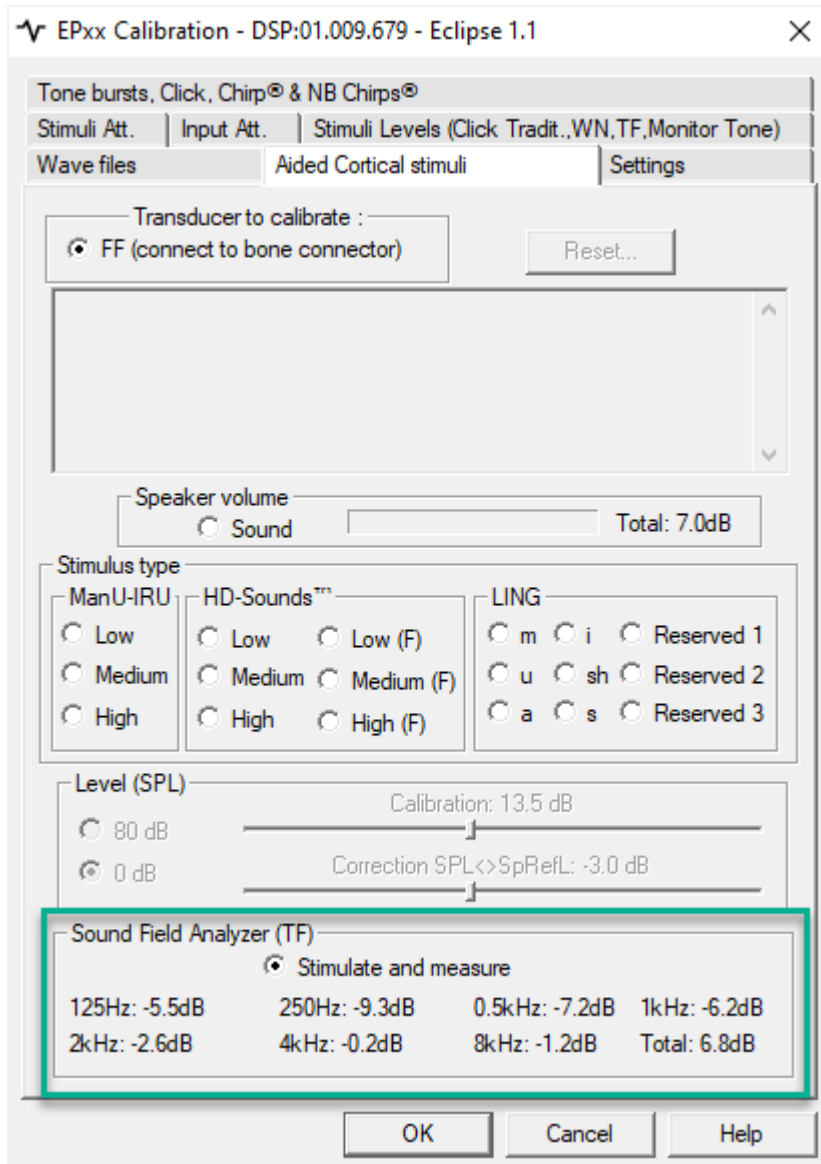 EPxx Calibration - DSP:01.009.679 - Eclipse 1.1
Tone bursts, Click, Chirp® & NB Chirps®
Stimuli Att. Input Att. Stimuli Levels (Click Tradit.,WN,TF,Monitor Tone)
Wave files Aided Cortical stimuli Settings
Transducer to calibrate :
FF (connect to bone connector)
Reset...
Speaker volume
Sound Total: 7.0dB
Stimulus type
ManU-IRU HD-Sounds™ LING
Low Low Low (F) m i Reserved 1
Medium Medium Medium (F) u sh Reserved 2
High High High (F) a s Reserved 3
Level (SPL)
Calibration: 13.5 dB
80 dB
Correction SPL<>SpRefL: -3.0 dB
0 dB
Sound Field Analyzer (TF)
Stimulate and measure
125Hz: -5.5dB 250Hz: -9.3dB 0.5kHz: -7.2dB 1kHz: -6.2dB
2kHz: -2.6dB 4kHz: -0.2dB 8kHz: -1.2dB Total: 6.8dB
OK Cancel Help